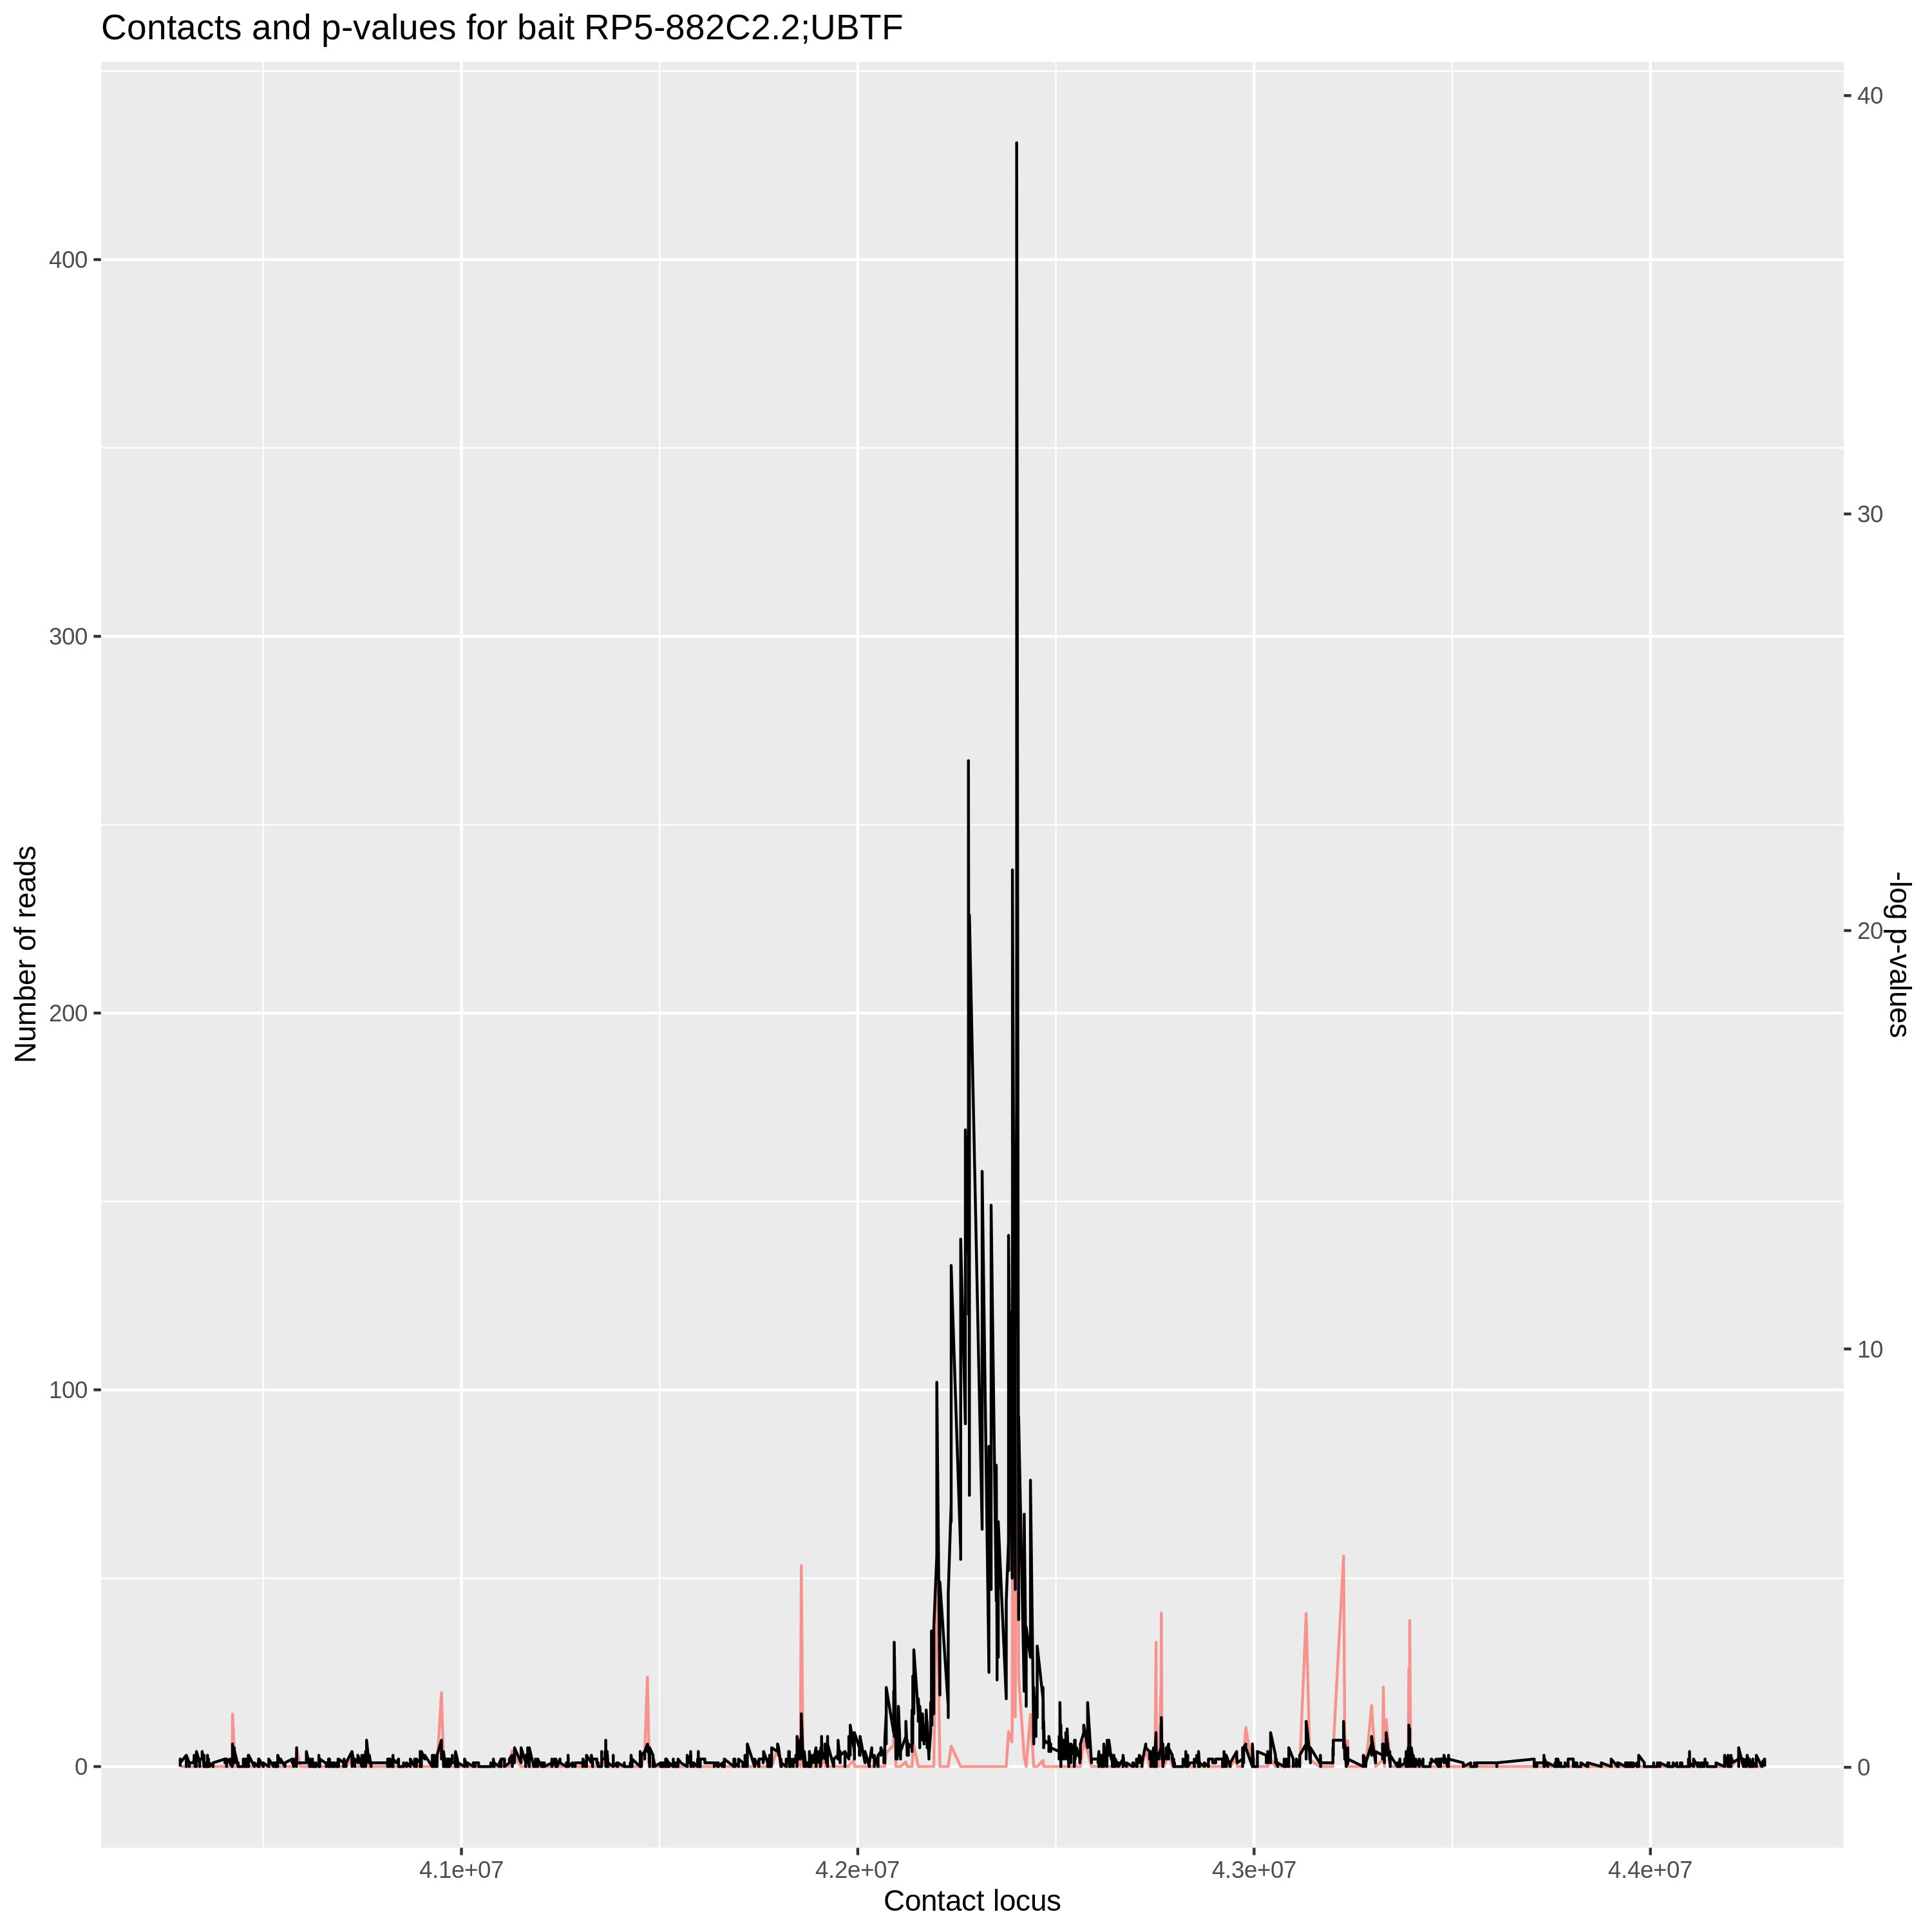 Contacts and p-values for bait RP5-882C2.2;UBTF
Number of reads
400
300
200
100
0
40
30
20
10
0
-log p-values
4.1e+07
4.2e+07
4.3e+07
4.4e+07
Contact locus